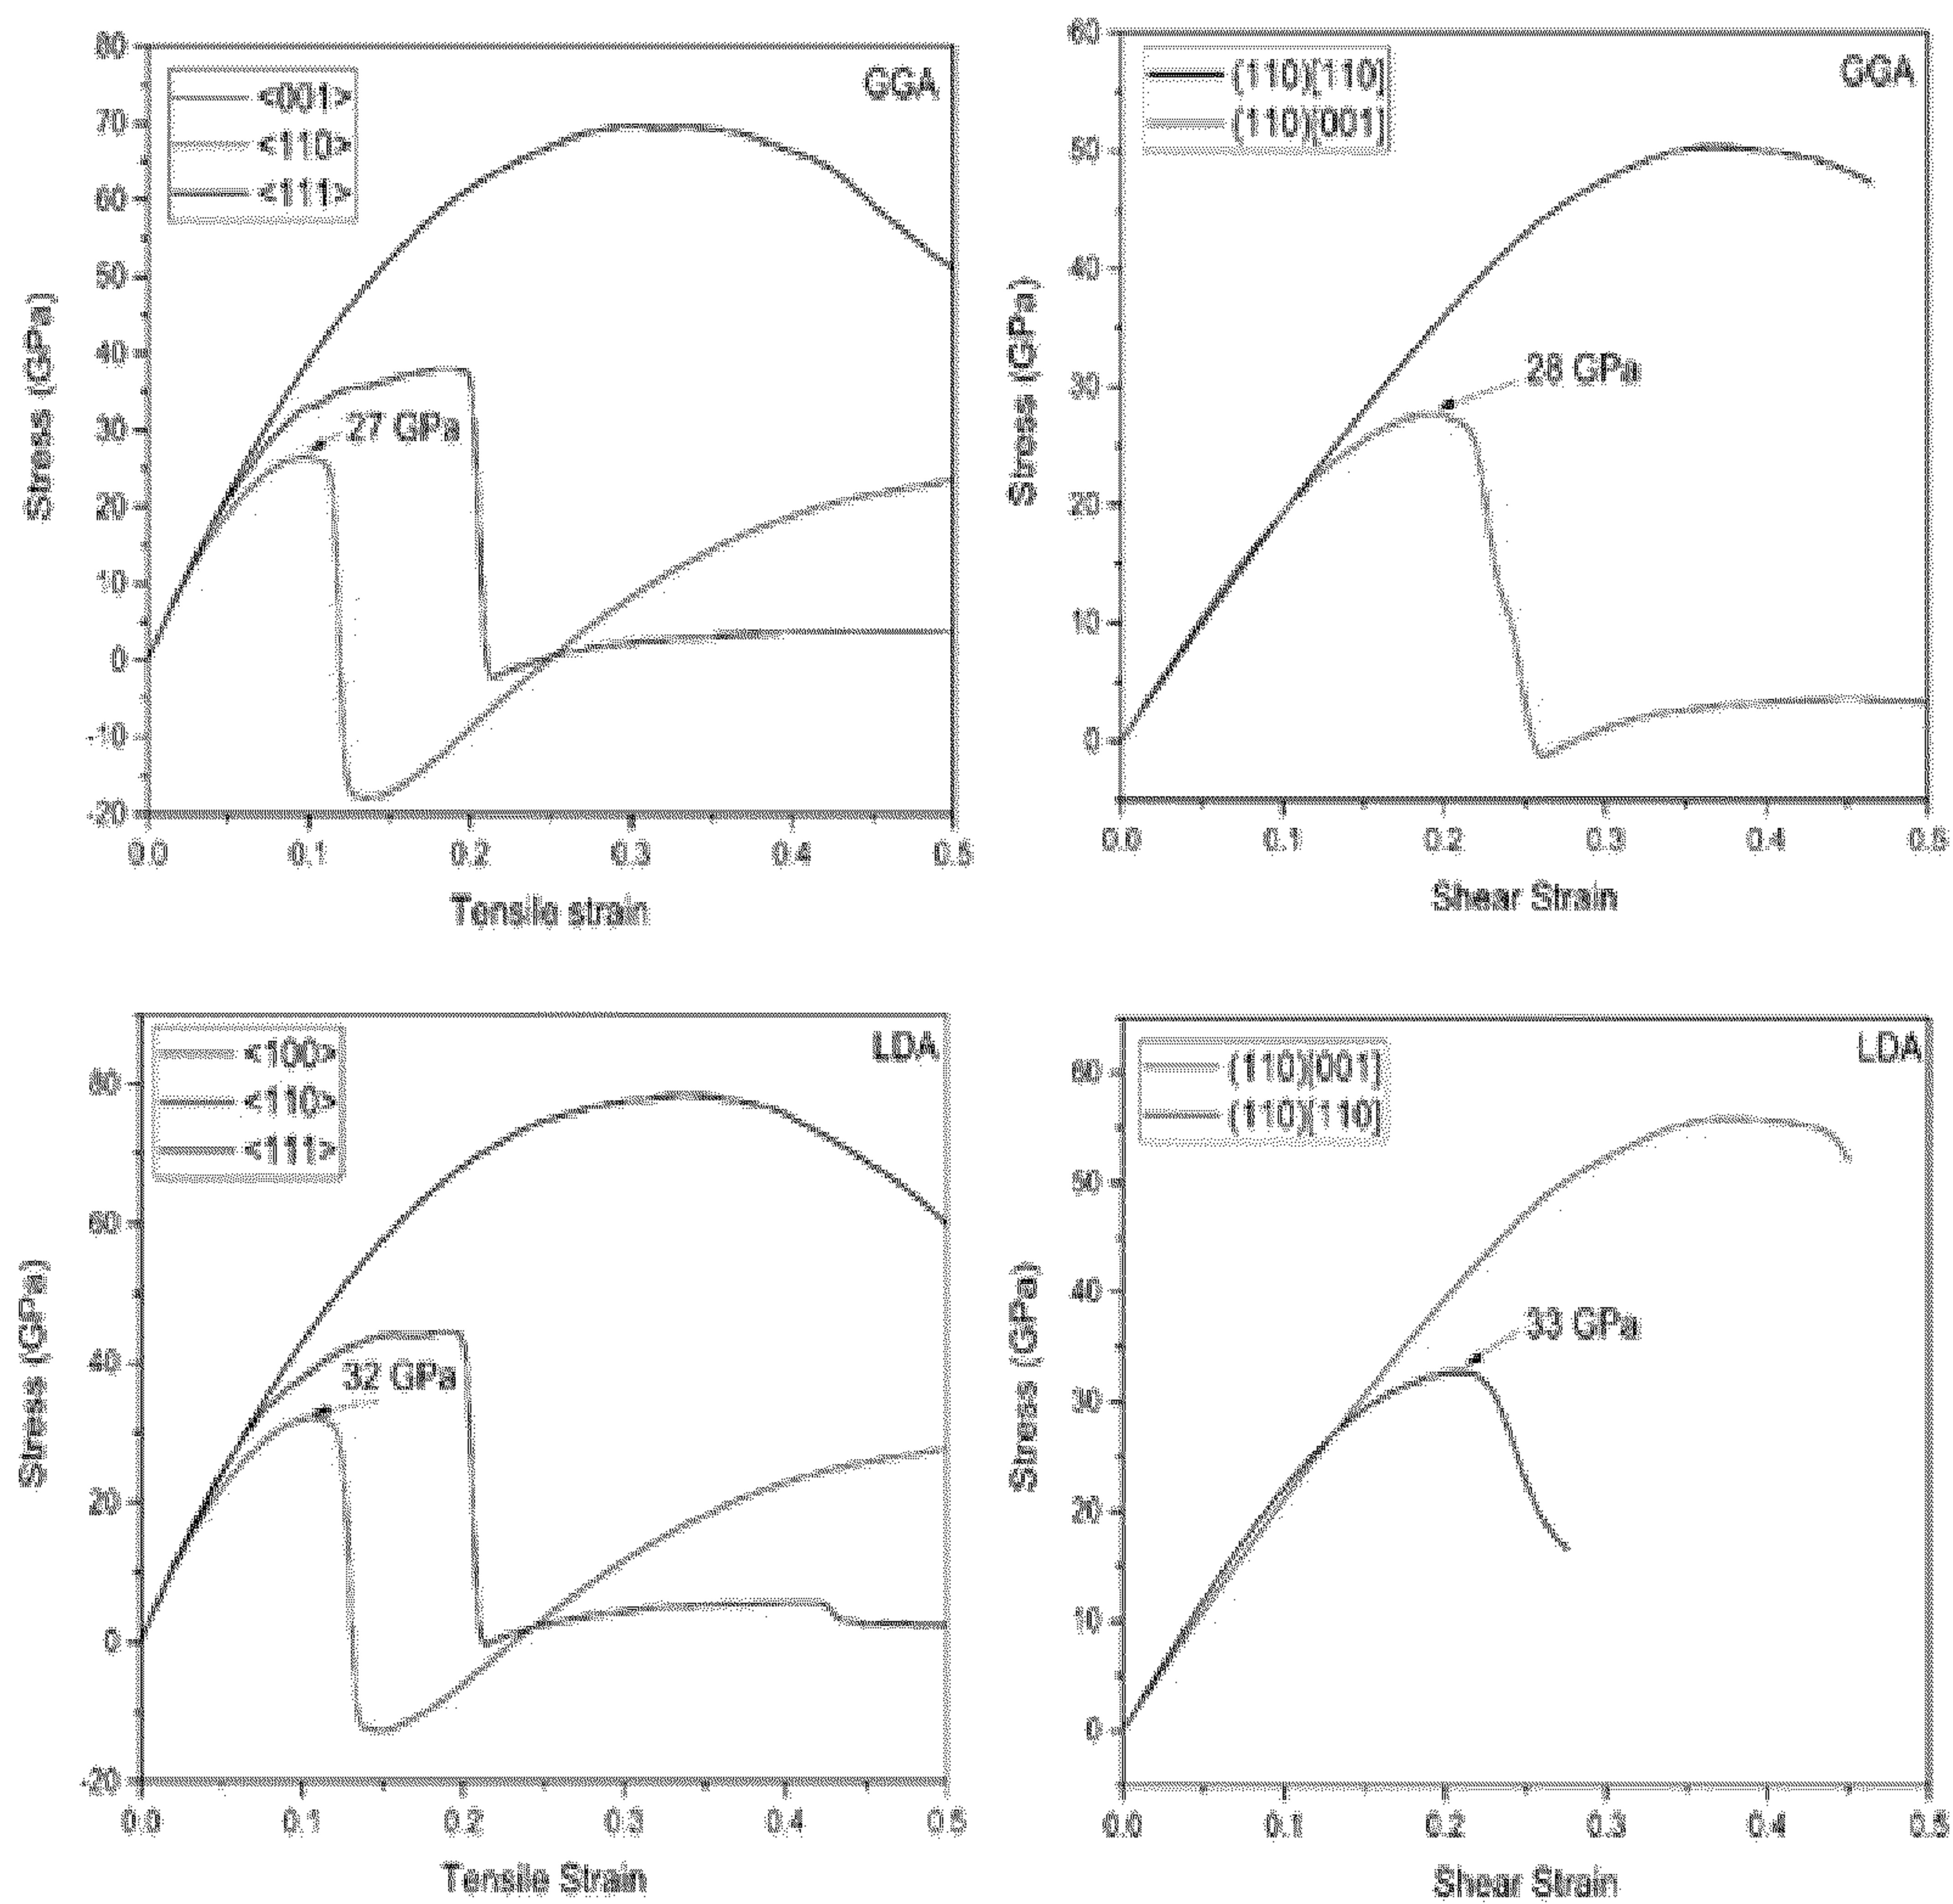 GGA
<001>
<110>
<111>
80
70
60
50
40
30
20
10
0
-10
-20
27 GPa
0.0 0.1 0.2 0.3 0.4 0.5
Stress (GPa)
Tensile strain
GGA
(110)[110]
(110)[001]
60
50
40
30
20
10
0
28 GPa
0.0 0.1 0.2 0.3 0.4 0.5
Stress (GPa)
Shear Strain
LDA
<100>
<110>
<111>
80
60
40
20
0
-20
32 GPa
0.0 0.1 0.2 0.3 0.4 0.5
Stress (GPa)
Tensile Strain
LDA
(110)[001]
(110)[110]
60
50
40
30
20
10
0
33 GPa
0.0 0.1 0.2 0.3 0.4 0.5
Stress (GPa)
Shear Strain